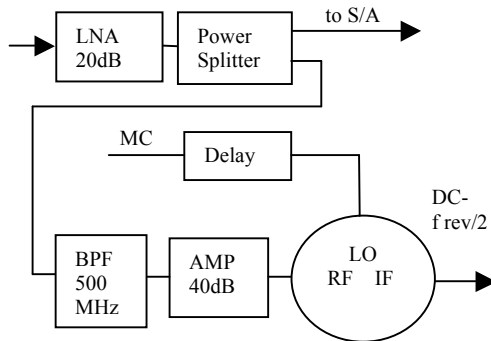 to S/A
LNA
20dB
Power
Splitter
MC
Delay
DC-
f rev/2
BPF
500
MHz
AMP
40dB
LO
RF IF